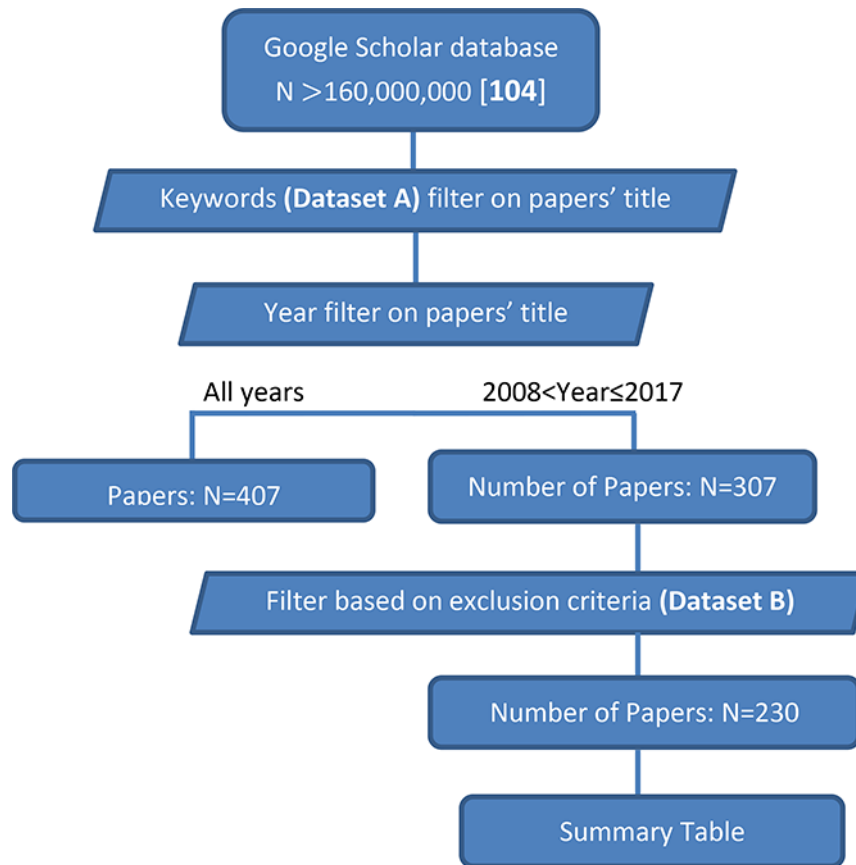 Google Scholar database
N >160,000,000 [104]
Keywords (Dataset A) filter on papers’ title
Year filter on papers’ title
All years
2008<Year≤2017
Papers: N=407
Number of Papers: N=307
Filter based on exclusion criteria (Dataset B)
Number of Papers: N=230
Summary Table